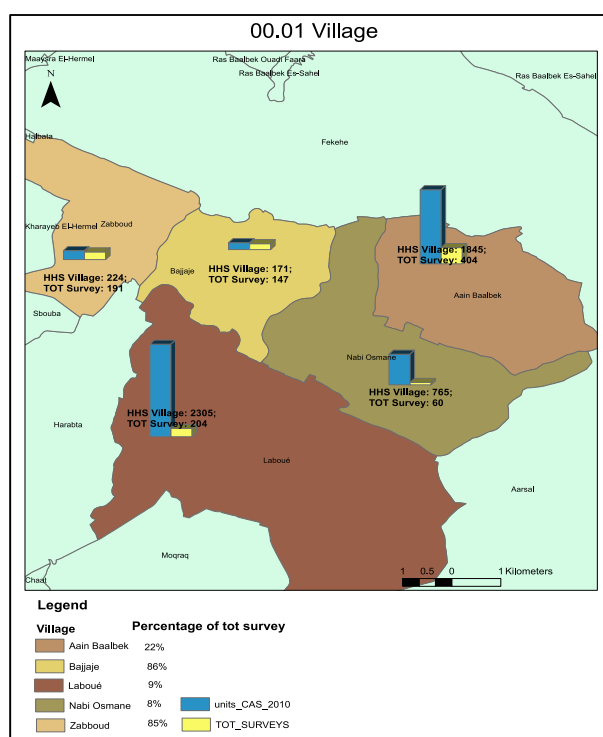 00.01 Village
Maaysra El-Hermel
Ras Baalbek Ouadi Faara
Ras Baalbek Es-Sahel
Ras Baalbek Es-Sahel
N
Halbata
Fekehe
Kharayeb El-Hermel
Zabboud
HHS Village: 224;
TOT Survey: 191
Bajjaje
HHS Village: 171;
TOT Survey: 147
HHS Village: 1845;
TOT Survey: 404
Aain Baalbek
Sbouba
Nabi Osmane
HHS Village: 765;
TOT Survey: 60
HHS Village: 2305;
TOT Survey: 204
Harabta
Laboué
Aarsal
Moqraq
Chaat
1 0.5 0 1 Kilometers
Legend
Village Percentage of tot survey
Aain Baalbek 22%
Bajjaje 86%
Laboué 9%
Nabi Osmane 8% units_CAS_2010
Zabboud 85% TOT_SURVEYS